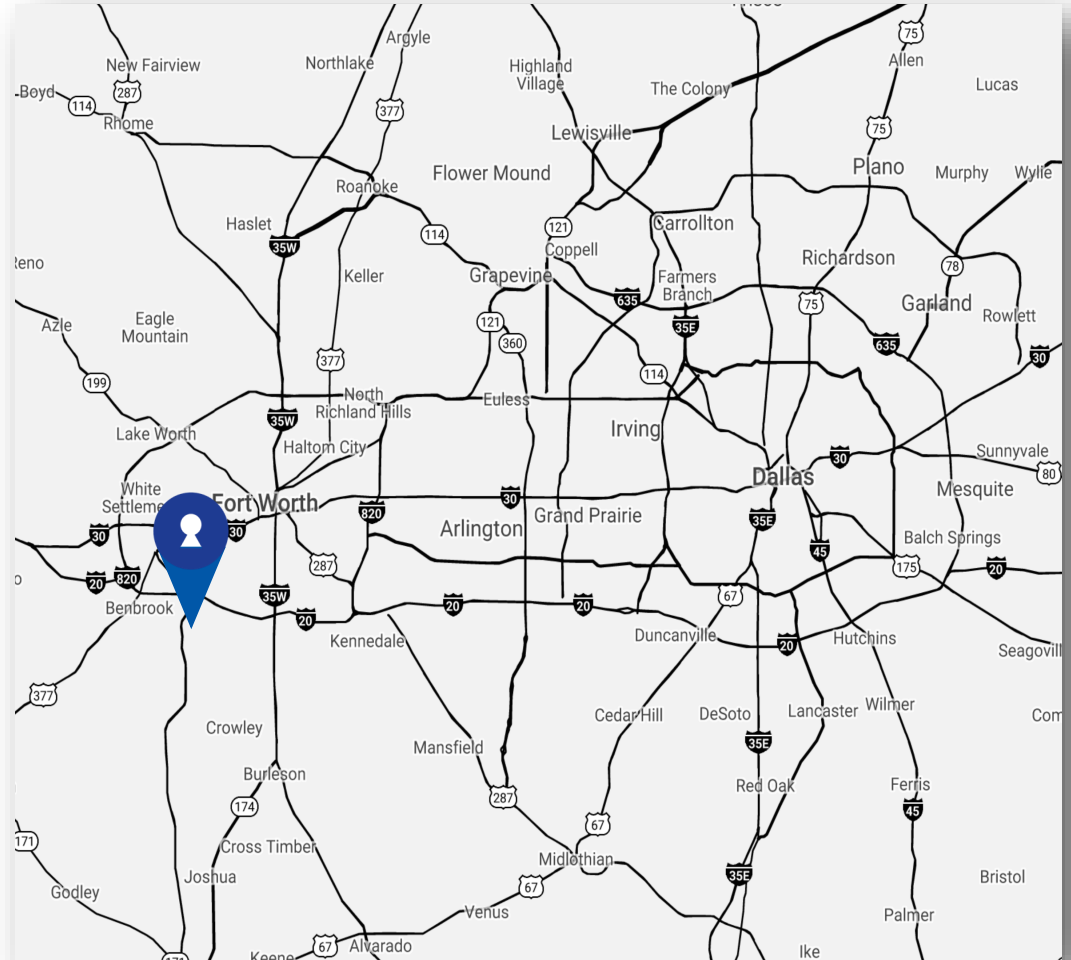 Argyle
75
New Fairview
Northlake
Highland
Village
Allen
Boyd
114
287
377
The Colony
Lucas
Rhome
Lewisville
75
Flower Mound
Plano
Murphy
Wylie
Roanoke
Haslet
114
121
Carrollton
35W
Coppell
Richardson
78
Keller
Grapevine
Farmers
Branch
635
75
Garland
Rowlett
Azle
Eagle
Mountain
121
360
35E
635
30
377
114
199
North
Richland Hills
Euless
35W
Irving
Lake Worth
Haltom City
30
Sunnyvale
80
Dallas
White
Fort Worth
820
30
Grand Prairie
Mesquite
30
30
Arlington
35E
45
Balch Springs
20
820
287
175
20
Benbrook
35W
20
20
20
67
Kennedale
Duncanville
20
Hutchins
377
Crowley
Cedar Hill
DeSoto
Lancaster
Wilmer
Mansfield
35E
Burleson
Red Oak
Ferris
174
287
45
171
Cross Timber
67
Midlothian
Joshua
35E
Bristol
Godley
67
Venus
Palmer
67
Alvarado
Ike